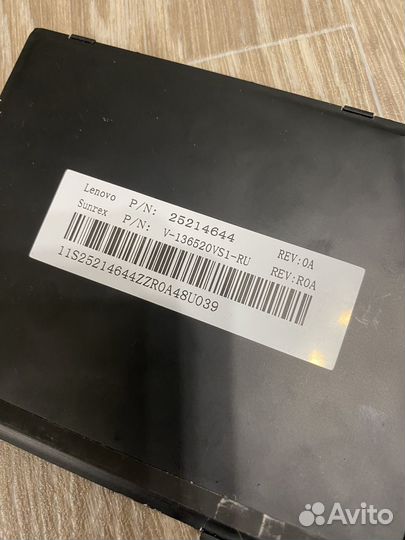 Lenovo P/N: 25214644 REV:0A
Sunrex P/N: V-136520VS1-RU REV:R0A
11S25214644ZZR0A48U039
Avito